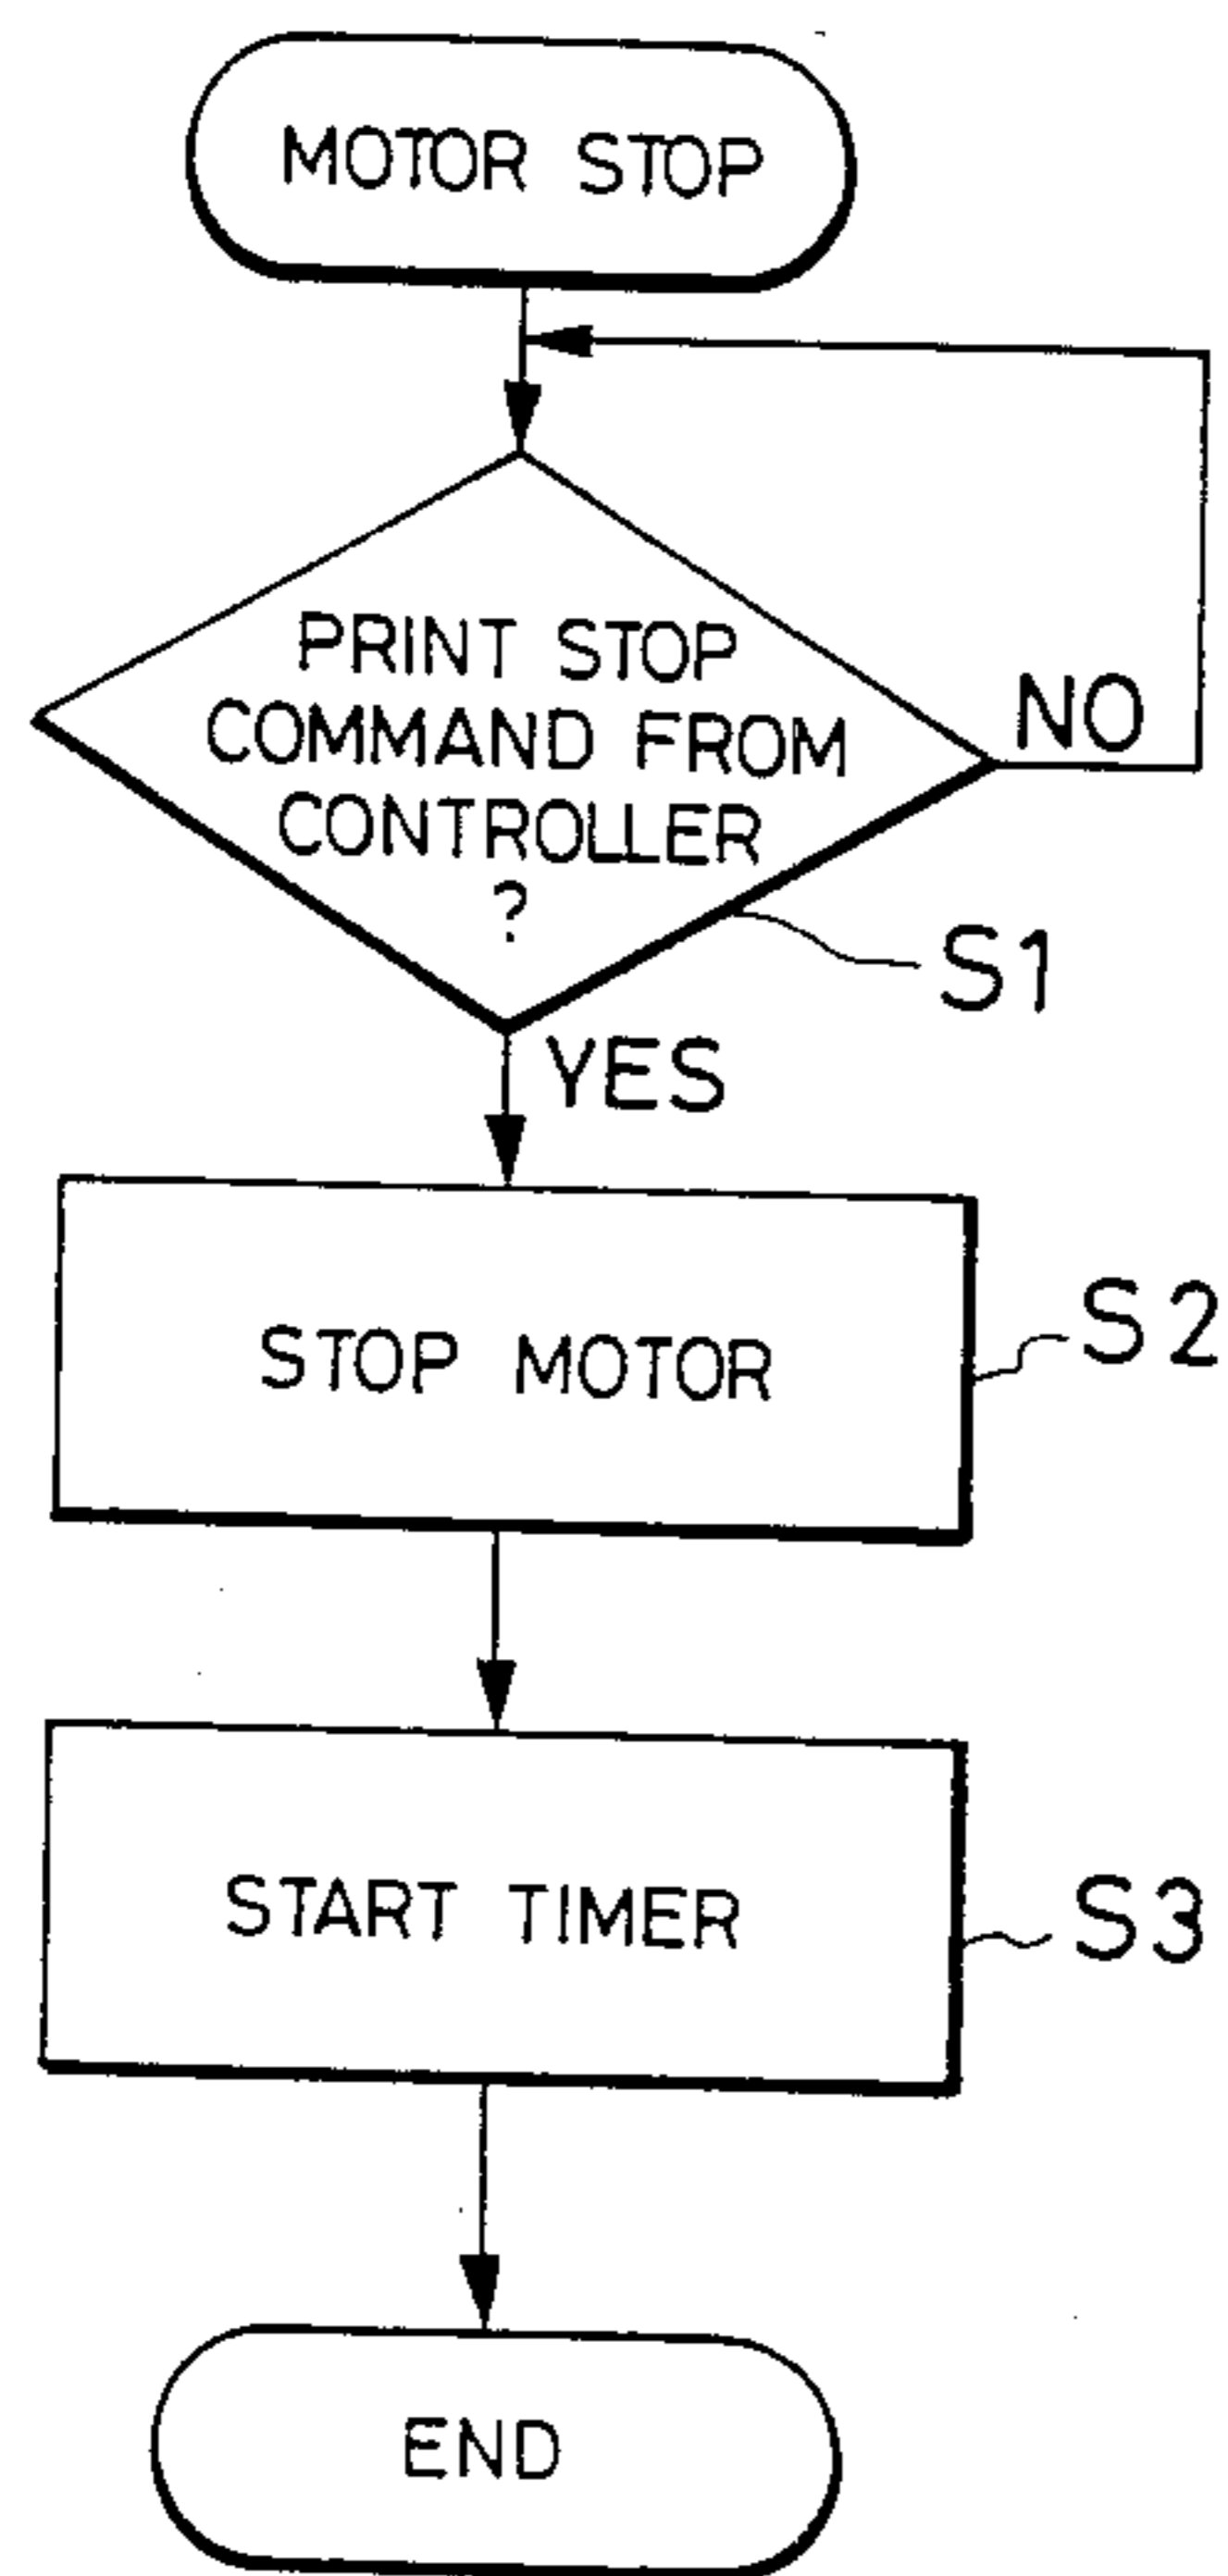 MOTOR STOP
PRINT STOP
COMMAND FROM
CONTROLLER
?
NO
S1
YES
STOP MOTOR
S2
START TIMER
S3
END